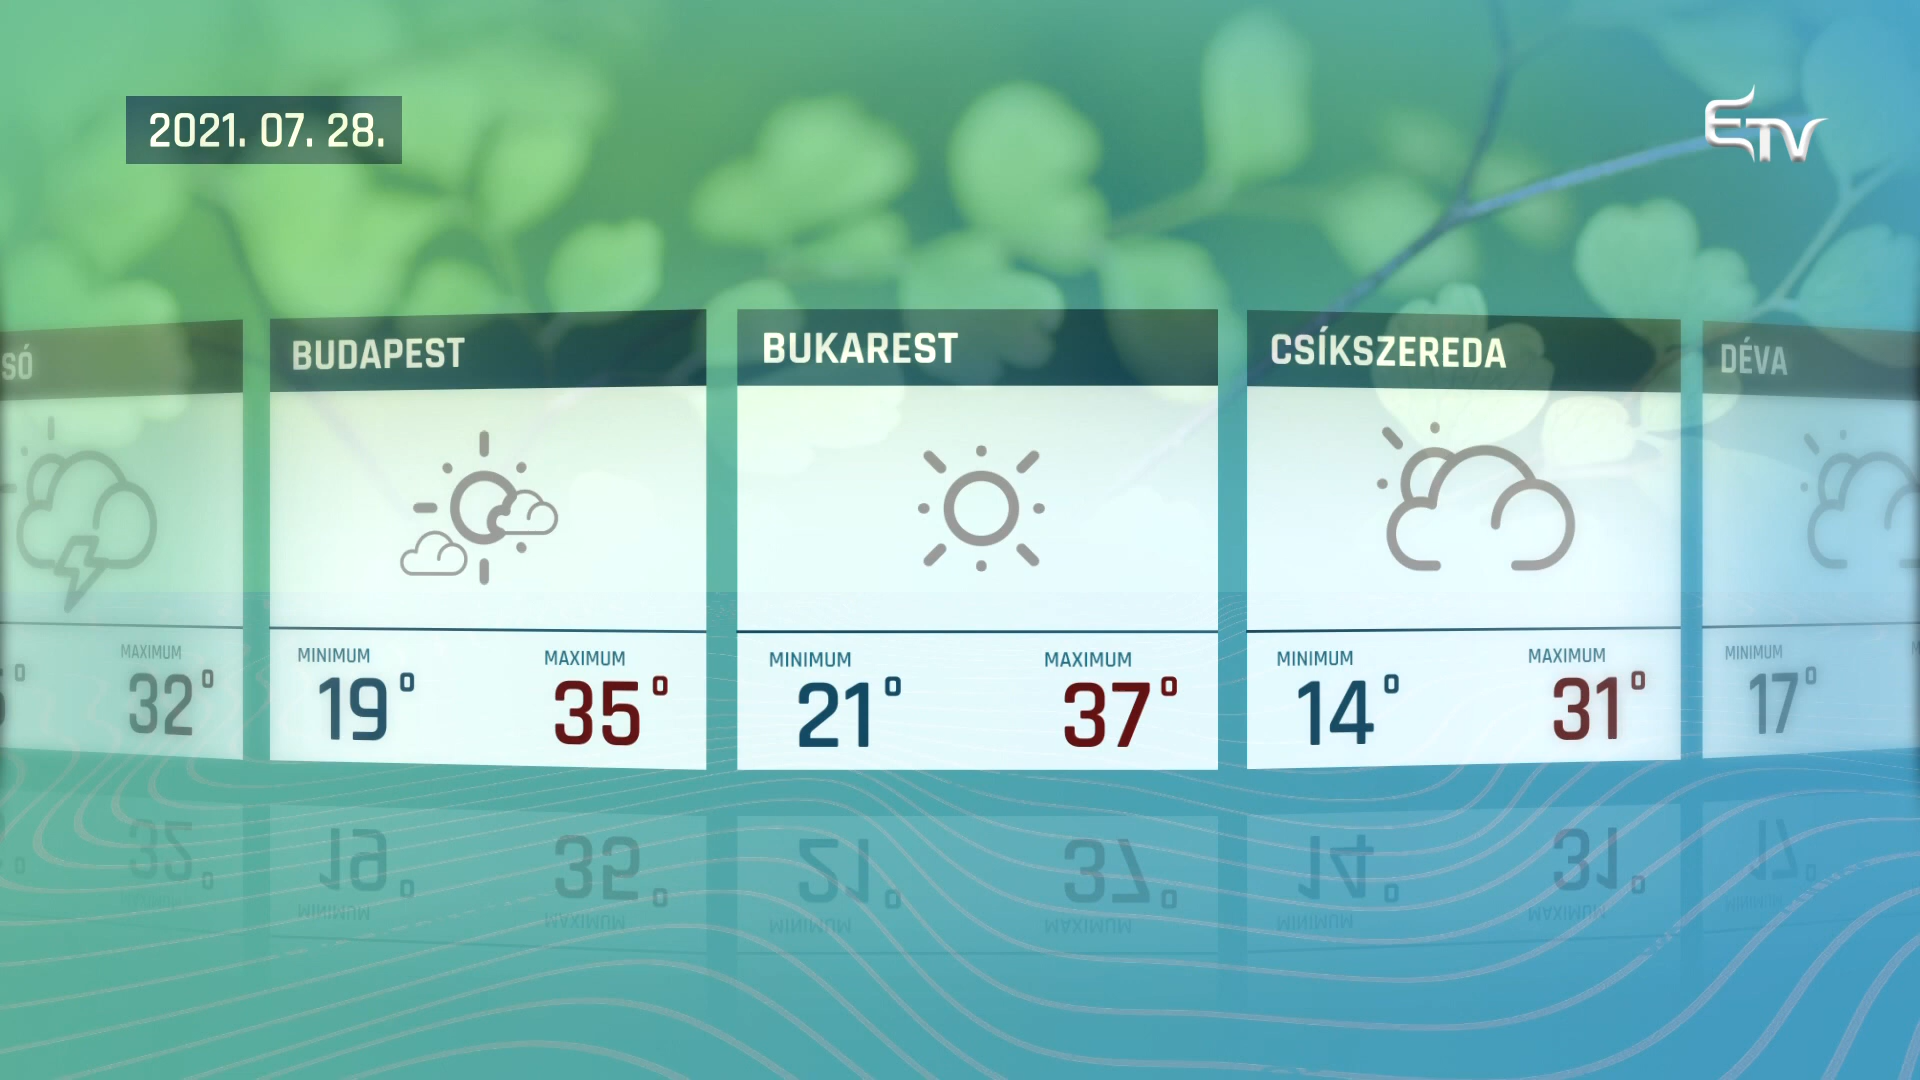 2021. 07. 28.
ETV
SÓ
MAXIMUM
32°
BUDAPEST
MINIMUM
19°
MAXIMUM
35°
BUKAREST
MINIMUM
21°
MAXIMUM
37°
CSÍKSZEREDA
MINIMUM
14°
MAXIMUM
31°
DÉVA
MINIMUM
17°